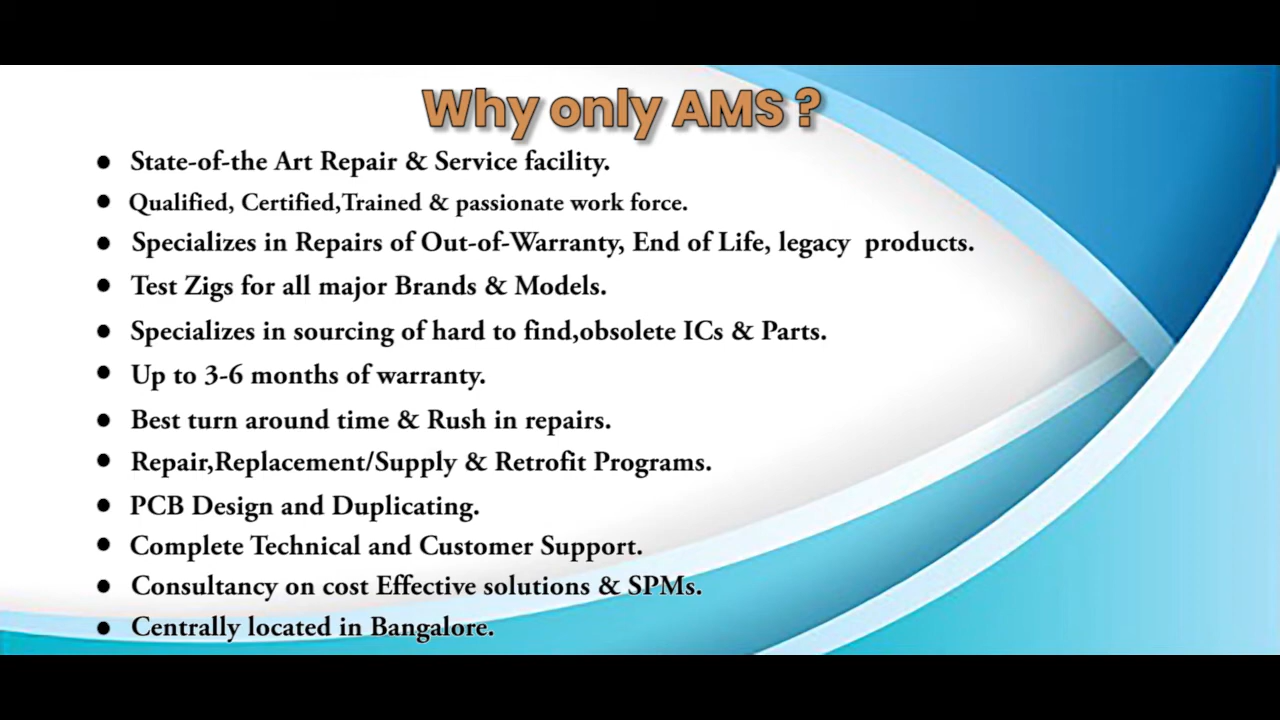 Why only AMS ?
● State-of-the Art Repair & Service facility.
● Qualified, Certified,Trained & passionate work force.
● Specializes in Repairs of Out-of-Warranty, End of Life, legacy  products.
● Test Zigs for all major Brands & Models.
● Specializes in sourcing of hard to find,obsolete ICs & Parts.
● Up to 3-6 months of warranty.
● Best turn around time & Rush in repairs.
● Repair,Replacement/Supply & Retrofit Programs.
● PCB Design and Duplicating.
● Complete Technical and Customer Support.
● Consultancy on cost Effective solutions & SPMs.
● Centrally located in Bangalore.